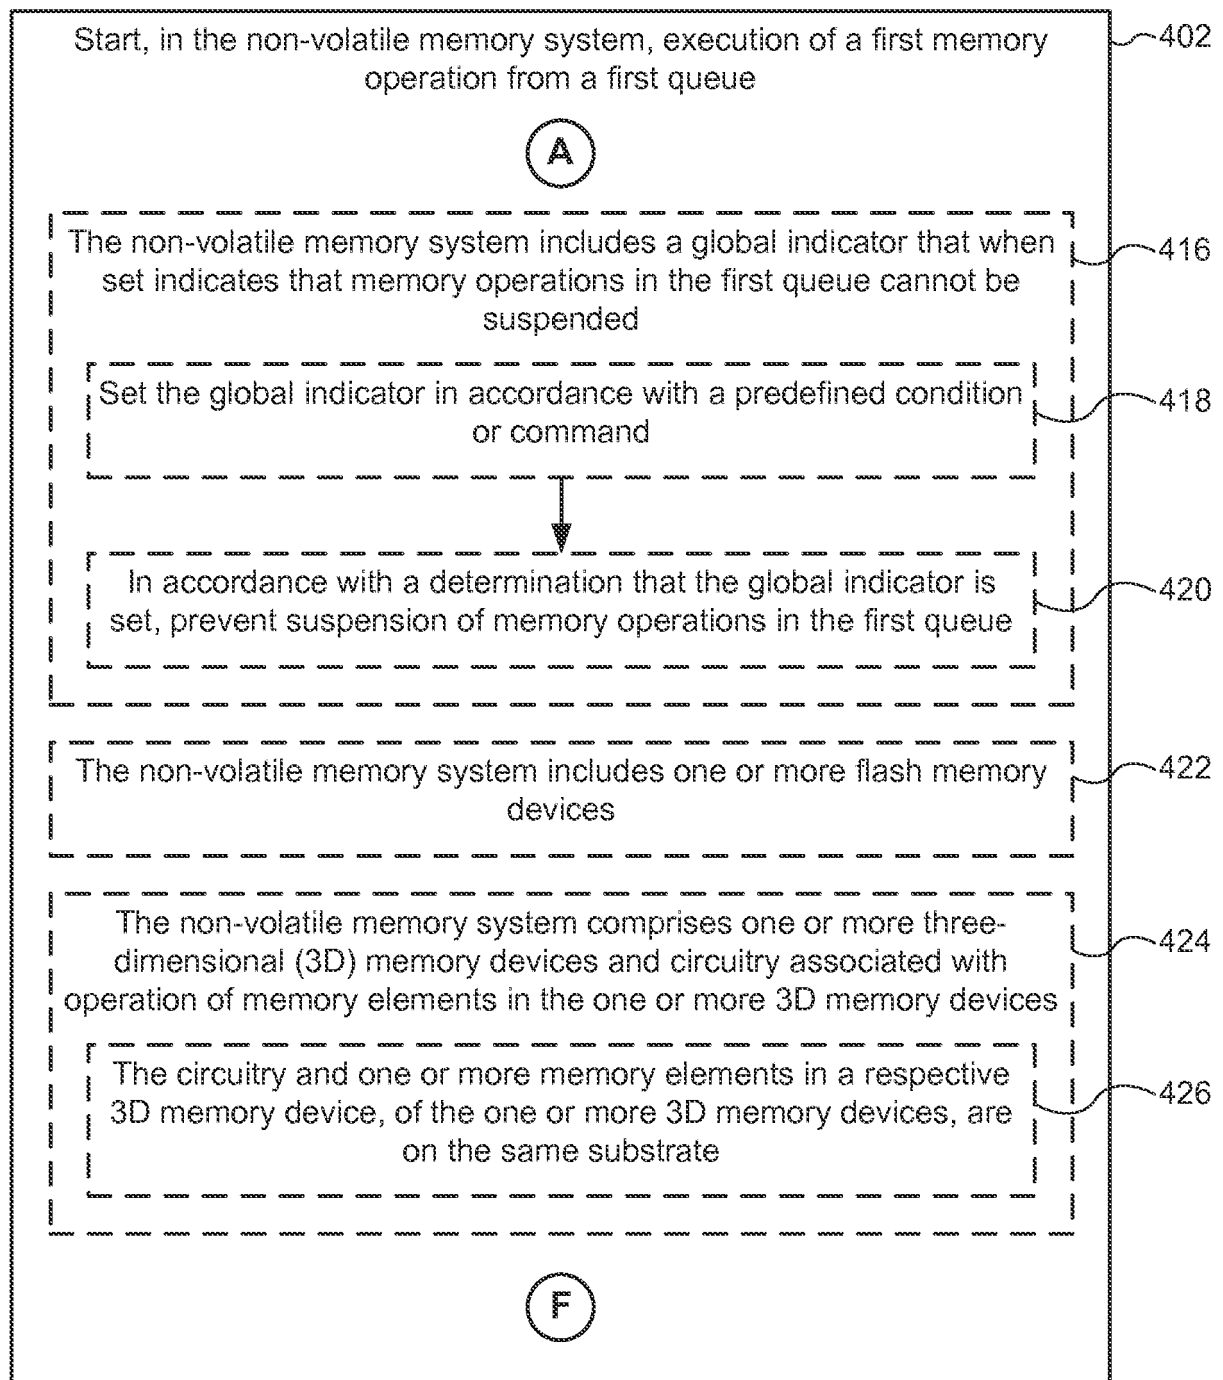 Start, in the non-volatile memory system, execution of a first memory
operation from a first queue
402
A
The non-volatile memory system includes a global indicator that when
set indicates that memory operations in the first queue cannot be
suspended
416
Set the global indicator in accordance with a predefined condition
or command
418
In accordance with a determination that the global indicator is
set, prevent suspension of memory operations in the first queue
420
The non-volatile memory system includes one or more flash memory
devices
422
The non-volatile memory system comprises one or more three-
dimensional (3D) memory devices and circuitry associated with
operation of memory elements in the one or more 3D memory devices
424
The circuitry and one or more memory elements in a respective
3D memory device, of the one or more 3D memory devices, are
on the same substrate
426
F